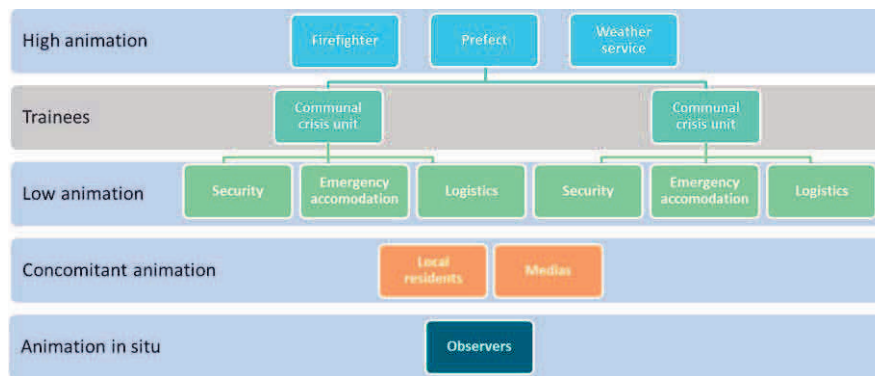 High animation
Firefighter
Prefect
Weather
service
Trainees
Communal
crisis unit
Communal
crisis unit
Low animation
Security
Emergency
accomodation
Logistics
Security
Emergency
accomodation
Logistics
Concomitant animation
Local
residents
Medias
Animation in situ
Observers